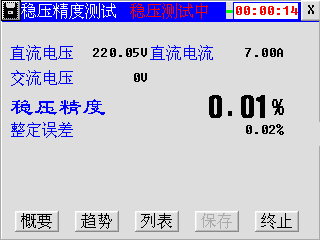 稳压精度测试 稳压测试中 00:00:14 X
直流电压 220.05V 直流电流 7.00A
交流电压 0V
稳压精度 0.01%
整定误差 0.02%
概要 趋势 列表 保存 终止